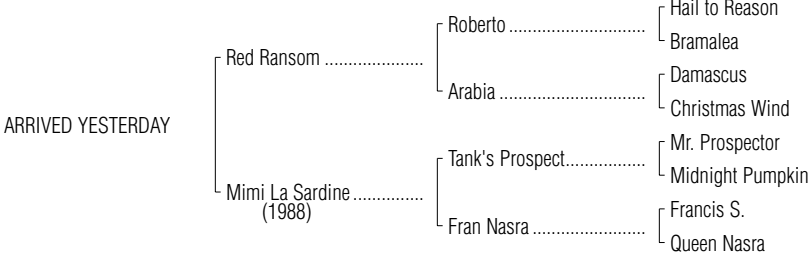 Hail to Reason
Roberto ............................
Bramalea
Red Ransom ....................
Damascus
Arabia ..............................
Christmas Wind
ARRIVED YESTERDAY
Mr. Prospector
Tank's Prospect.................
Midnight Pumpkin
Mimi La Sardine ..............
(1988)
Francis S.
Fran Nasra .......................
Queen Nasra